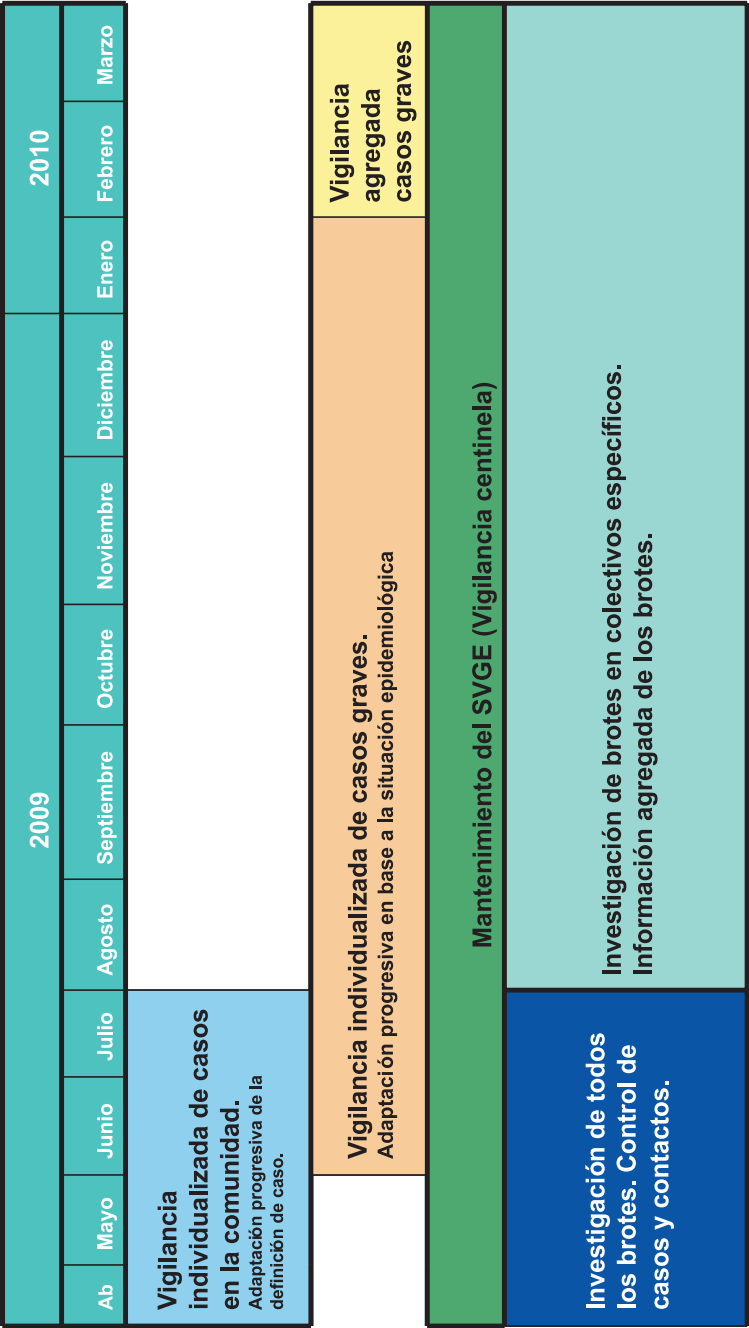 2009
2010
Ab
Mayo
Junio
Julio
Agosto
Septiembre
Octubre
Noviembre
Diciembre
Enero
Febrero
Marzo
Vigilancia
individualizada de casos
en la comunidad.
Adaptación progresiva de la
definición de caso.
Vigilancia individualizada de casos graves.
Adaptación progresiva en base a la situación epidemiológica
Vigilancia
agregada
casos graves
Mantenimiento del SVGE (Vigilancia centinela)
Investigación de todos
los brotes. Control de
casos y contactos.
Investigación de brotes en colectivos específicos.
Información agregada de los brotes.